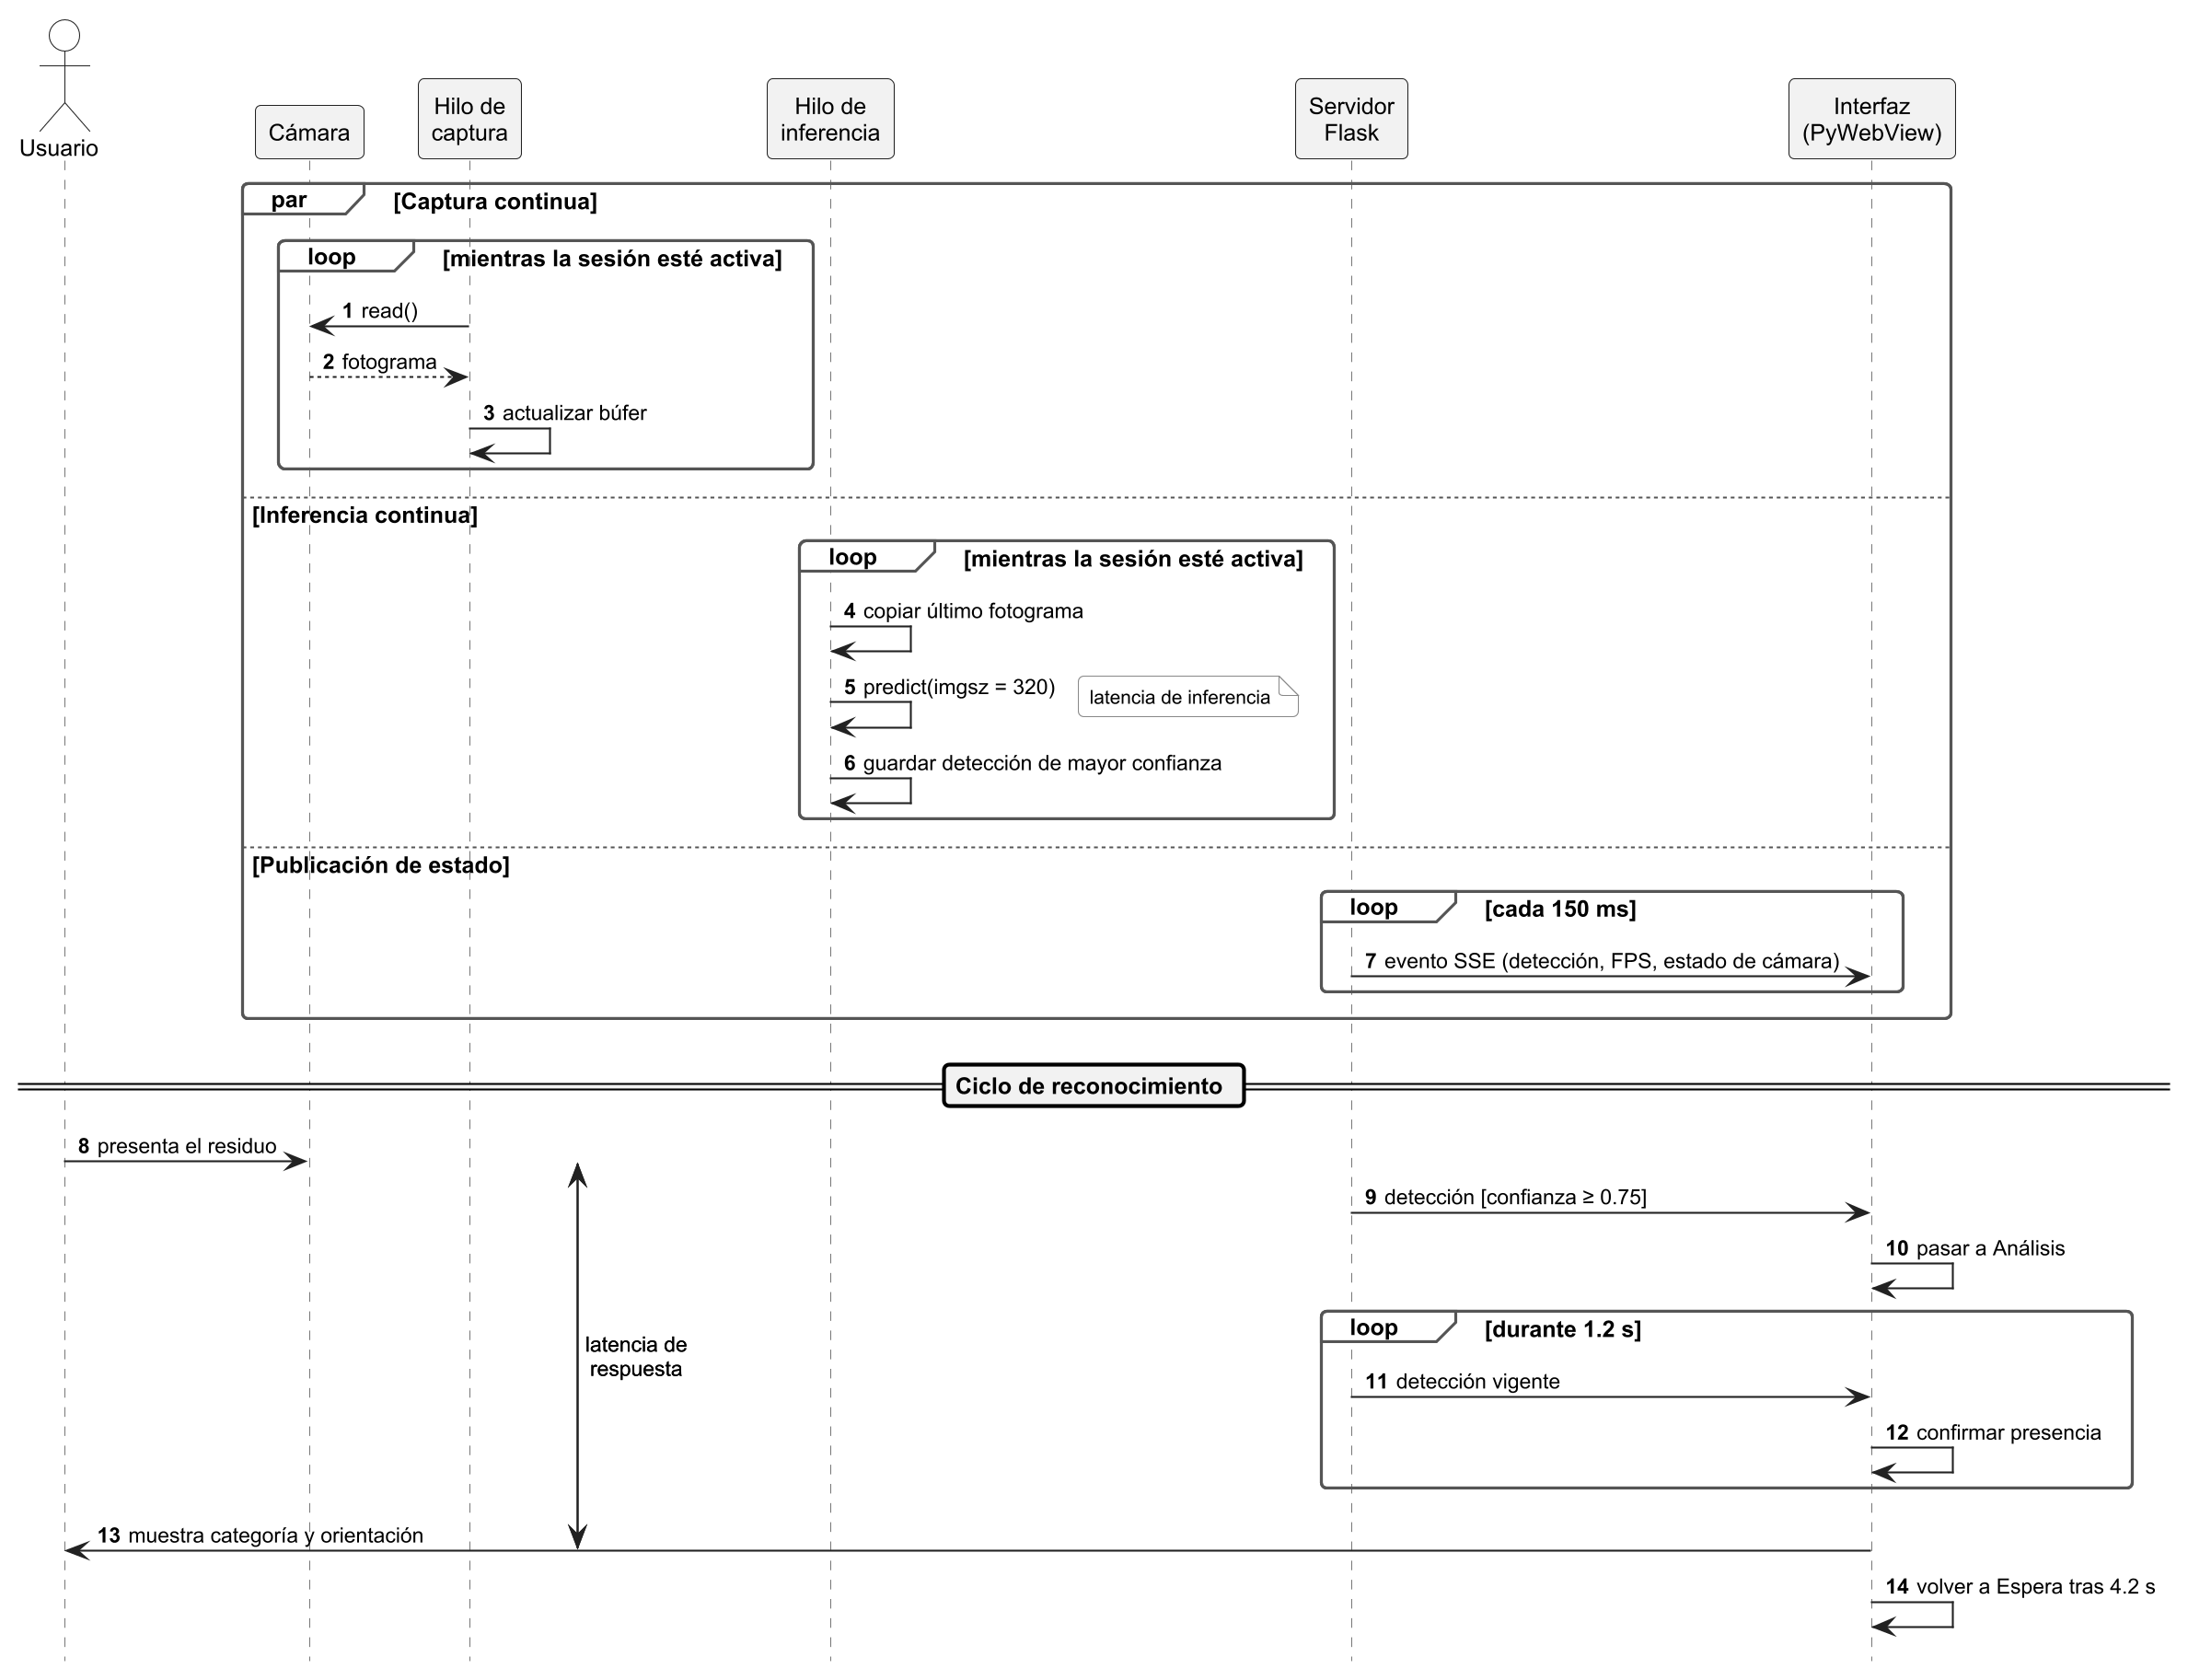 Usuario
Cámara
Hilo de
captura
Hilo de
inferencia
Servidor
Flask
Interfaz
(PyWebView)
par [Captura continua]
loop [mientras la sesión esté activa]
1 read()
2 fotograma
3 actualizar búfer
[Inferencia continua]
loop [mientras la sesión esté activa]
4 copiar último fotograma
5 predict(imgsz = 320)
latencia de inferencia
6 guardar detección de mayor confianza
[Publicación de estado]
loop [cada 150 ms]
7 evento SSE (detección, FPS, estado de cámara)
Ciclo de reconocimiento
8 presenta el residuo
9 detección [confianza ≥ 0.75]
10 pasar a Análisis
loop [durante 1.2 s]
latencia de
respuesta
11 detección vigente
12 confirmar presencia
13 muestra categoría y orientación
14 volver a Espera tras 4.2 s